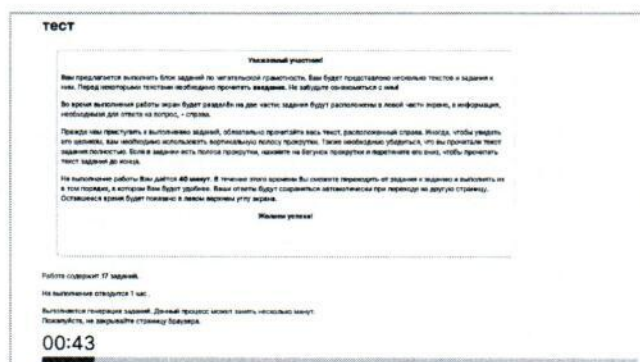 тест
Уважаемый участник!
Вам предлагается выполнить блок заданий по читательской грамотности. Вам будет представлено несколько текстов и задания к
ним. Перед некоторыми текстами необходимо прочитать введение. Не забудьте ознакомиться с ним!
Во время выполнения работы экран будет разделён на две части: задания будут расположены в левой части экрана, а информация,
необходимая для ответа на вопрос, - справа.
Прежде чем приступить к выполнению заданий, обязательно прочитайте весь текст, расположенный справа. Иногда, чтобы увидеть
его целиком, вам необходимо использовать вертикальную полосу прокрутки. Также необходимо убедиться, что вы прочитали текст
задания полностью. Если в задании есть полоса прокрутки, нажмите на бегунок прокрутки и перетяните его вниз, чтобы прочитать
текст задания до конца.
На выполнение работы Вам даётся 40 минут. В течение этого времени Вы сможете переходить от задания к заданию и выполнять их
в том порядке, в котором Вам будет удобнее. Ваши ответы будут сохраняться автоматически при переходе на другую страницу.
Оставшееся время будет показано в левом верхнем углу экрана.
Желаем успеха!
Работа содержит 17 заданий.
На выполнение отводится 1 час.
Выполняется генерация заданий. Данный процесс может занять несколько минут.
Пожалуйста, не закрывайте страницу браузера.
00:43